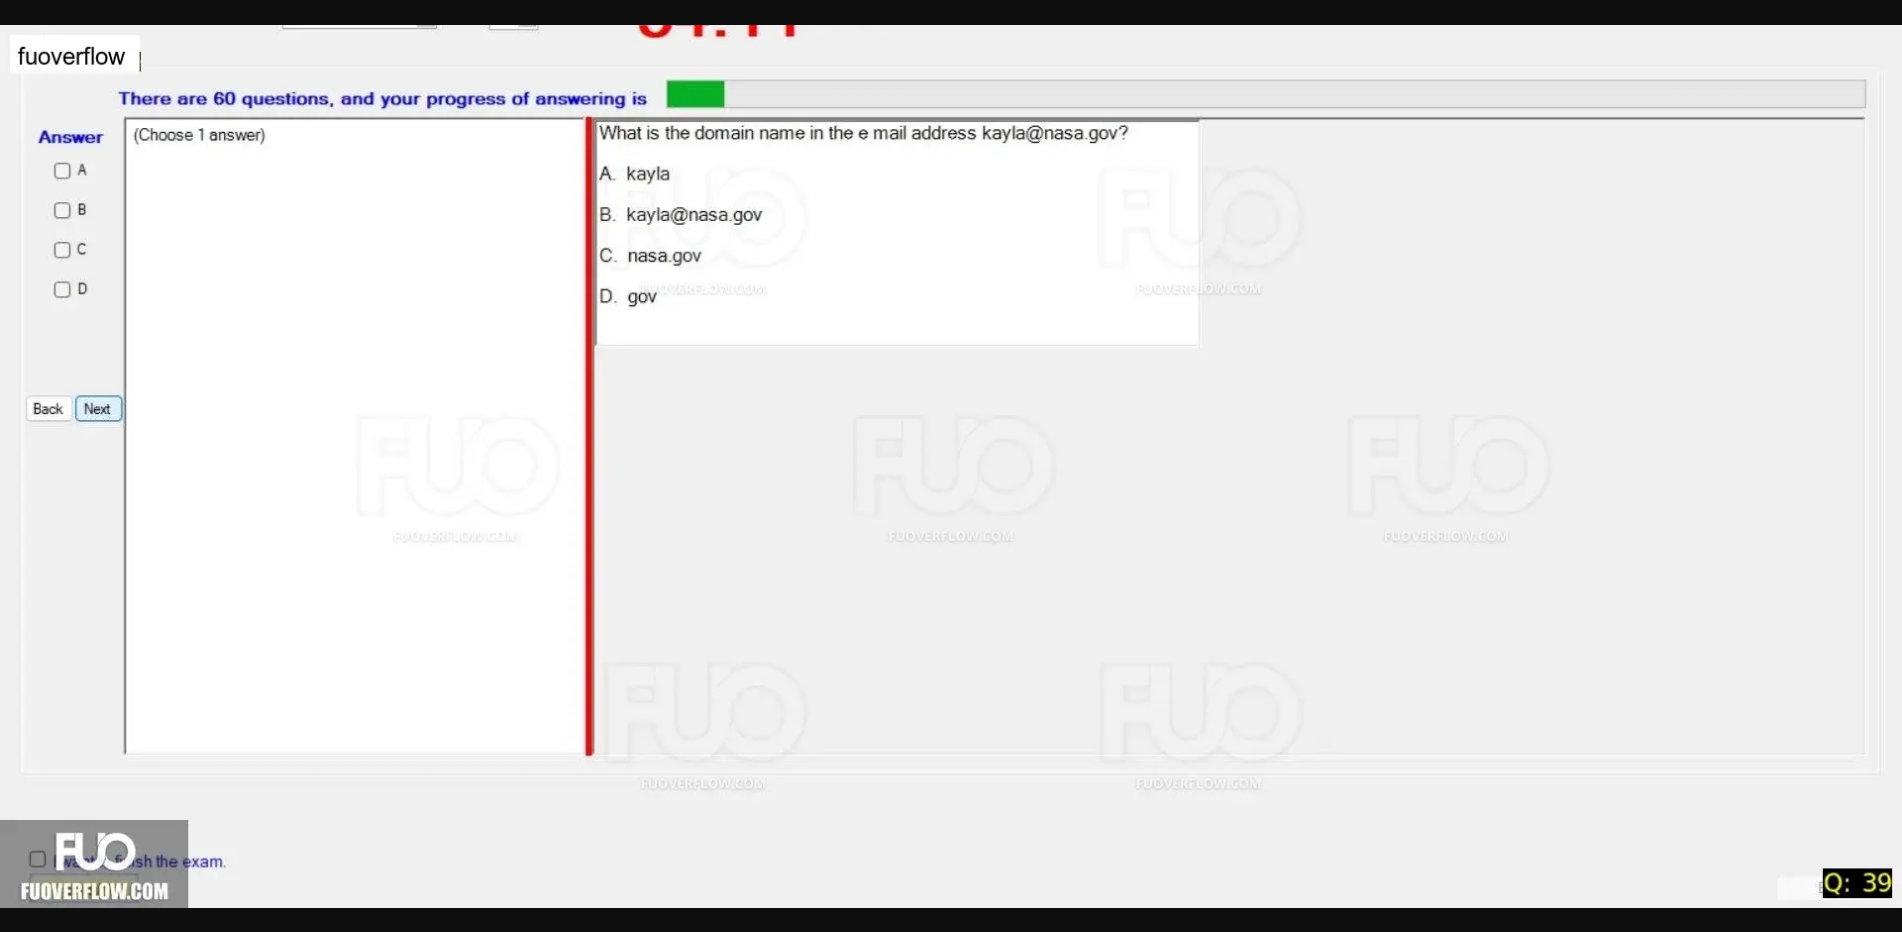 fuoverflow
There are 60 questions, and your progress of answering is
Answer
(Choose 1 answer)
A
B
C
D
Back
Next
What is the domain name in the e mail address kayla@nasa.gov?
A. kayla
B. kayla@nasa.gov
C. nasa.gov
D. gov
FUO
FUOVERFLOW.COM
FUO
FUOVERFLOW.COM
FUO
FUOVERFLOW.COM
FUO
FUOVERFLOW.COM
FUO
FUOVERFLOW.COM
FUO
FUOVERFLOW.COM
FUO
FUOVERFLOW.COM
FUO
the exam.
FUOVERFLOW.COM
Q: 39